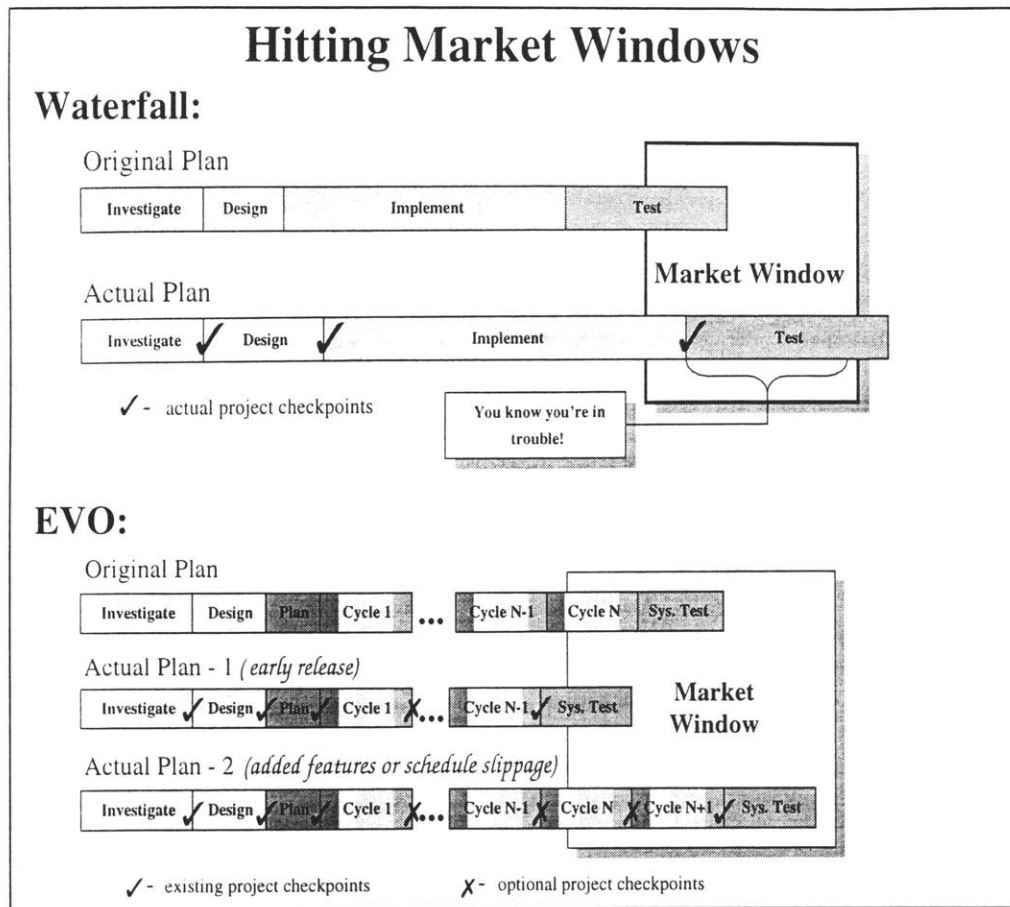 Hitting Market Windows
Waterfall:
Original Plan
Investigate Design Implement Test
Market Window
Actual Plan
Investigate ✓ Design ✓ Implement ✓ Test
✓ - actual project checkpoints
You know you're in
trouble!
EVO:
Original Plan
Investigate Design Plan Cycle 1 ... Cycle N-1 Cycle N Sys. Test
Actual Plan - 1 (early release)
Investigate ✓ Design ✓ Plan ✓ Cycle 1 ✗ ... Cycle N-1 ✓ Sys. Test
Market
Window
Actual Plan - 2 (added features or schedule slippage)
Investigate ✓ Design ✓ Plan ✓ Cycle 1 ✗ ... Cycle N-1 ✗ Cycle N ✗ Cycle N+1 ✓ Sys. Test
✓ - existing project checkpoints ✗ - optional project checkpoints